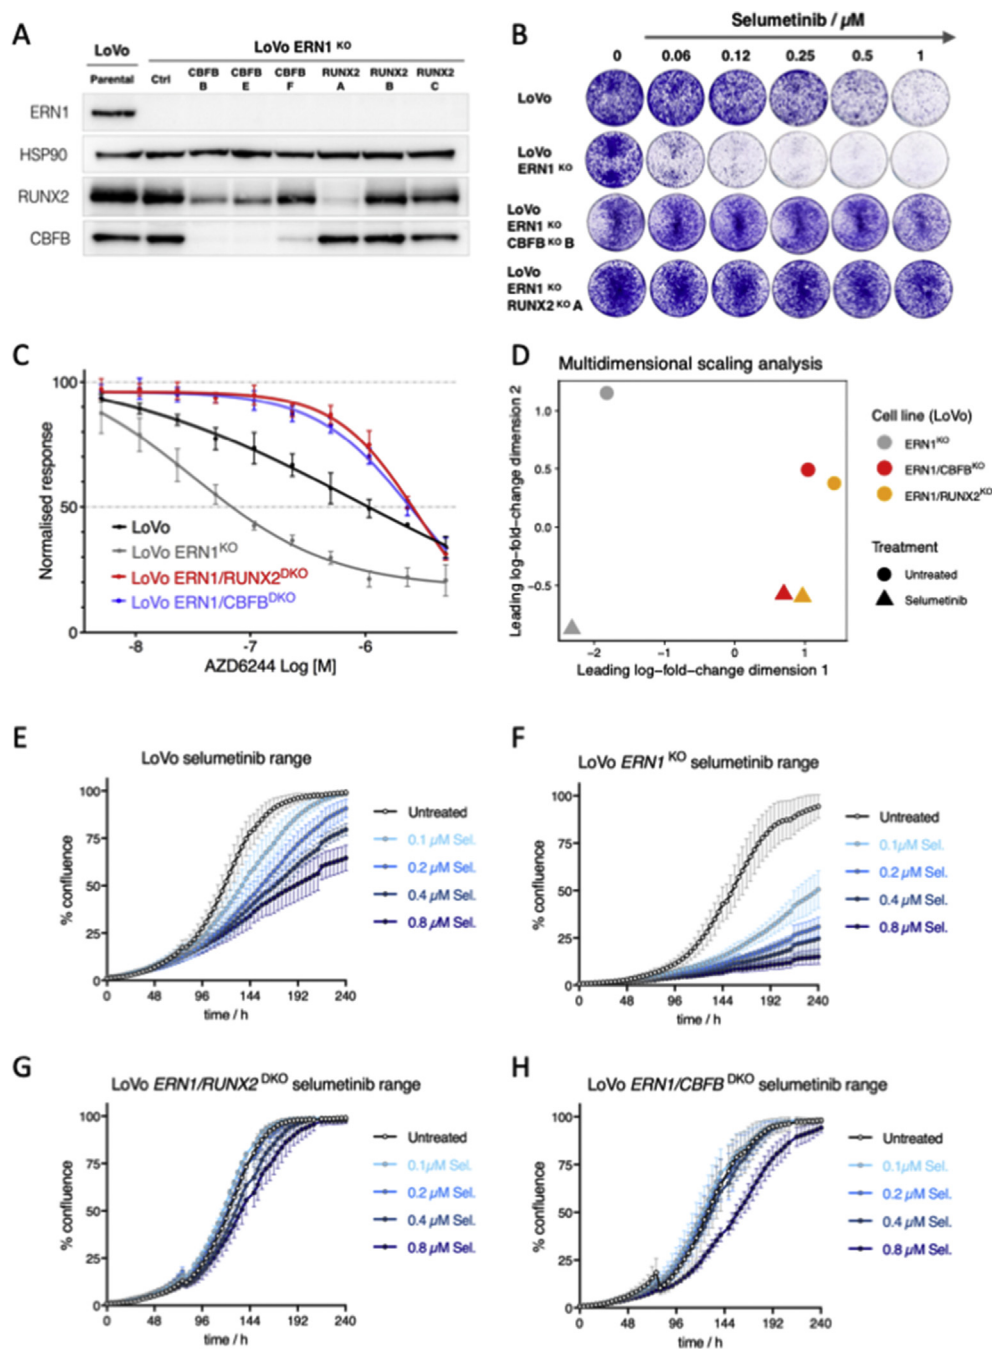 A
LoVo
LoVo ERN1 KO
Parental
Ctrl
CBFB B
CBFB E
CBFB F
RUNX2 A
RUNX2 B
RUNX2 C
ERN1
HSP90
RUNX2
CBFB
B
Selumetinib / µM
0 0.06 0.12 0.25 0.5 1
LoVo
LoVo
ERN1 KO
LoVo
ERN1 KO
CBFB KO B
LoVo
ERN1 KO
RUNX2 KO A
C
Normalised response
100
50
0
LoVo
LoVo ERN1KO
LoVo ERN1/RUNX2DKO
LoVo ERN1/CBFBDKO
-8 -7 -6
AZD6244 Log [M]
D
Multidimensional scaling analysis
Leading log-fold-change dimension 2
1.0
0.5
0.0
-0.5
-2 -1 0 1
Leading log-fold-change dimension 1
Cell line (LoVo)
ERN1KO
ERN1/CBFBKO
ERN1/RUNX2KO
Treatment
Untreated
Selumetinib
E
LoVo selumetinib range
% confluence
100
75
50
25
0
0 48 96 144 192 240
time / h
Untreated
0.1 µM Sel.
0.2 µM Sel.
0.4 µM Sel.
0.8 µM Sel.
F
LoVo ERN1 KO selumetinib range
% confluence
100
75
50
25
0
0 48 96 144 192 240
time / h
Untreated
0.1µM Sel.
0.2 µM Sel.
0.4 µM Sel.
0.8 µM Sel.
G
LoVo ERN1/RUNX2 DKO selumetinib range
% confluence
100
75
50
25
0
0 48 96 144 192 240
time / h
Untreated
0.1µM Sel.
0.2 µM Sel.
0.4 µM Sel.
0.8 µM Sel.
H
LoVo ERN1/CBFB DKO selumetinib range
% confluence
100
75
50
25
0
0 48 96 144 192 240
time / h
Untreated
0.1µM Sel.
0.2 µM Sel.
0.4 µM Sel.
0.8 µM Sel.